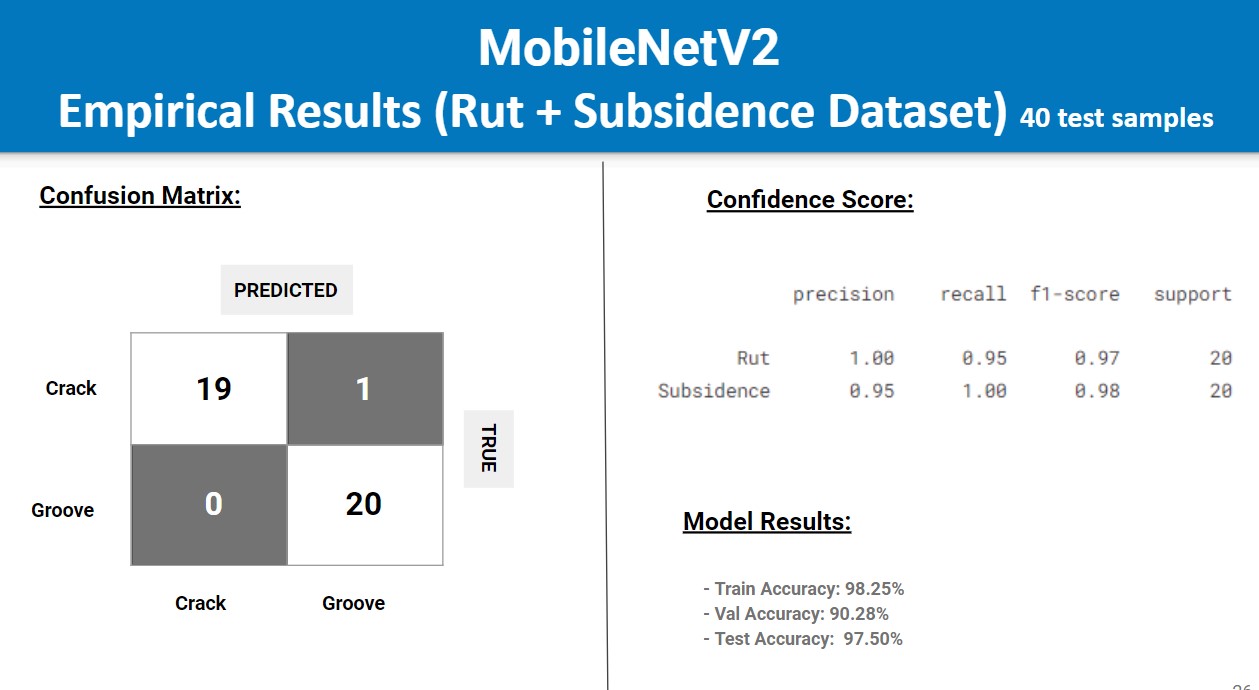 MobileNetV2
Empirical Results (Rut + Subsidence Dataset) 40 test samples
Confusion Matrix:
PREDICTED
Crack 19 1
TRUE
Groove 0 20
Crack Groove
Confidence Score:
precision recall f1-score support
Rut 1.00 0.95 0.97 20
Subsidence 0.95 1.00 0.98 20
Model Results:
- Train Accuracy: 98.25%
- Val Accuracy: 90.28%
- Test Accuracy: 97.50%